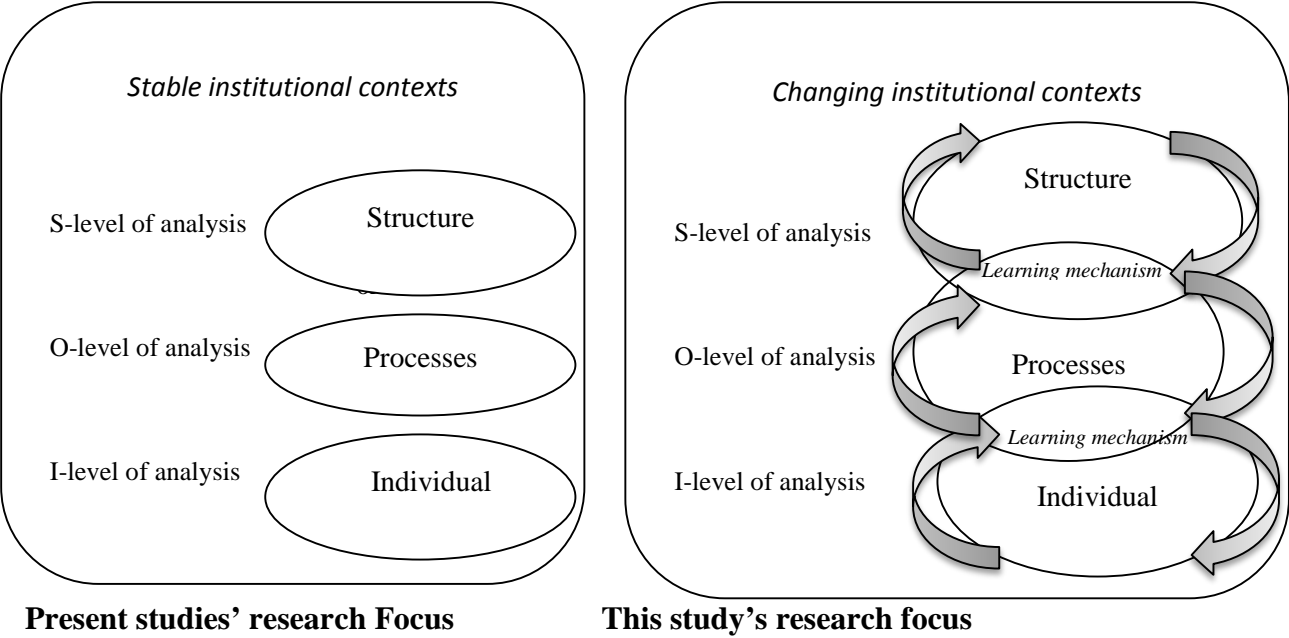 Stable institutional contexts
S-level of analysis
Structure
O-level of analysis
Processes
I-level of analysis
Individual
Present studies’ research Focus
Changing institutional contexts
Structure
S-level of analysis
Learning mechanism
O-level of analysis
Processes
Learning mechanism
I-level of analysis
Individual
This study’s research focus